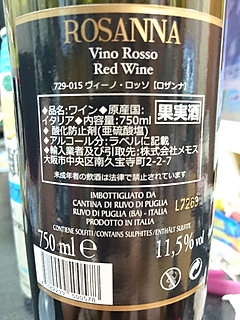 ROSANNA
Vino Rosso
Red Wine
729-015 ヴィーノ・ロッソ [ロザンナ]
果実酒
●品名:ワイン●原産国:
イタリア●内容量:750ml
●酸化防止剤(亜硫酸塩)
●アルコール分:ラベルに記載
●輸入業者及び引取先:株式会社メモス
大阪市中央区南久宝寺町2-2-7
未成年者の飲酒は法律で禁止されています
IMBOTTIGLIATO DA
CANTINA DI RUVO DI PUGLIA
RUVO DI PUGLIA (BA) - ITALIA
PRODOTTO IN ITALIA
CONTIENE SOLFITI / CONTAINS SULPHITES / ENTHÄLT SULFITE
750 ml e
11,5% vol